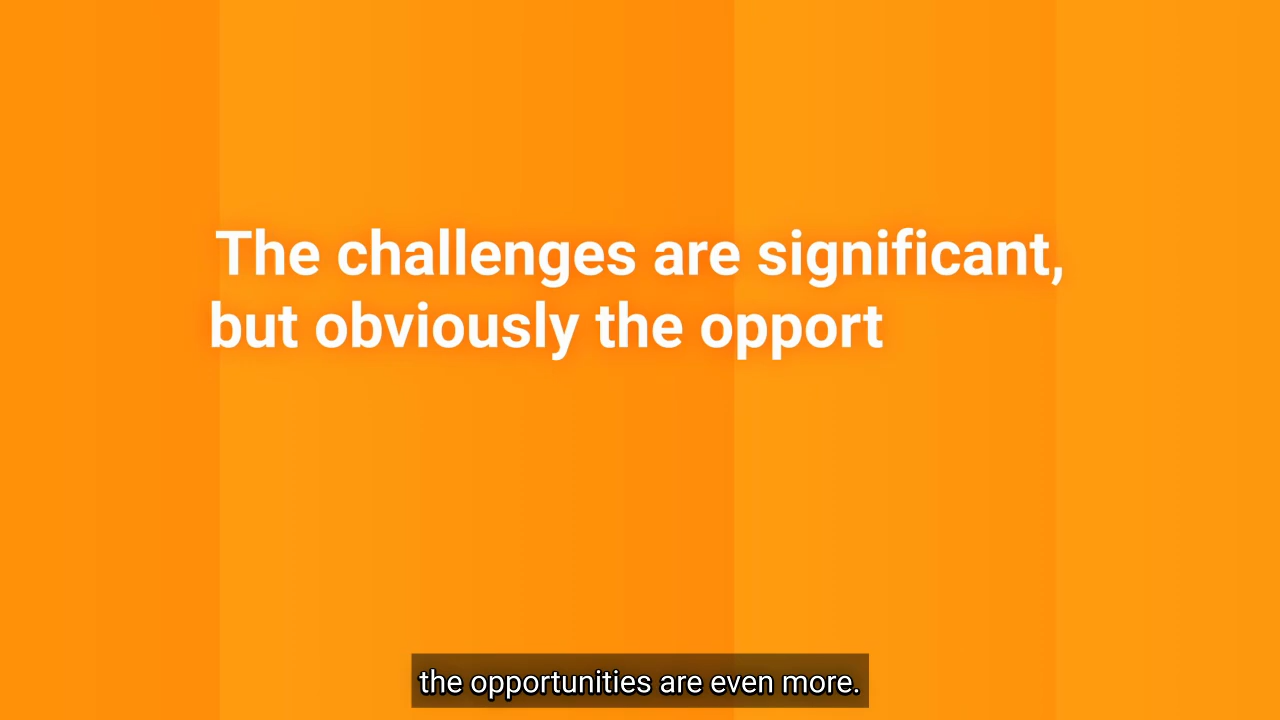 The challenges are significant,
but obviously the opport
the opportunities are even more.